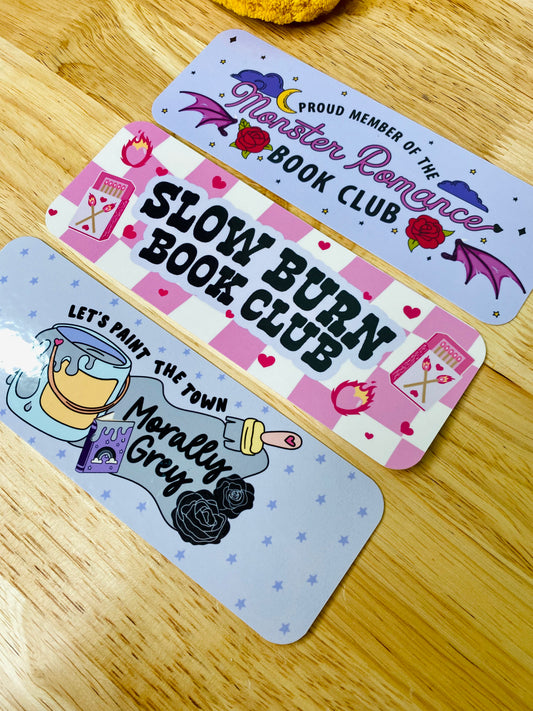 PROUD MEMBER OF THE
Monster Romance
BOOK CLUB
SLOW BURN
BOOK CLUB
LET'S PAINT THE TOWN
Morally
Grey